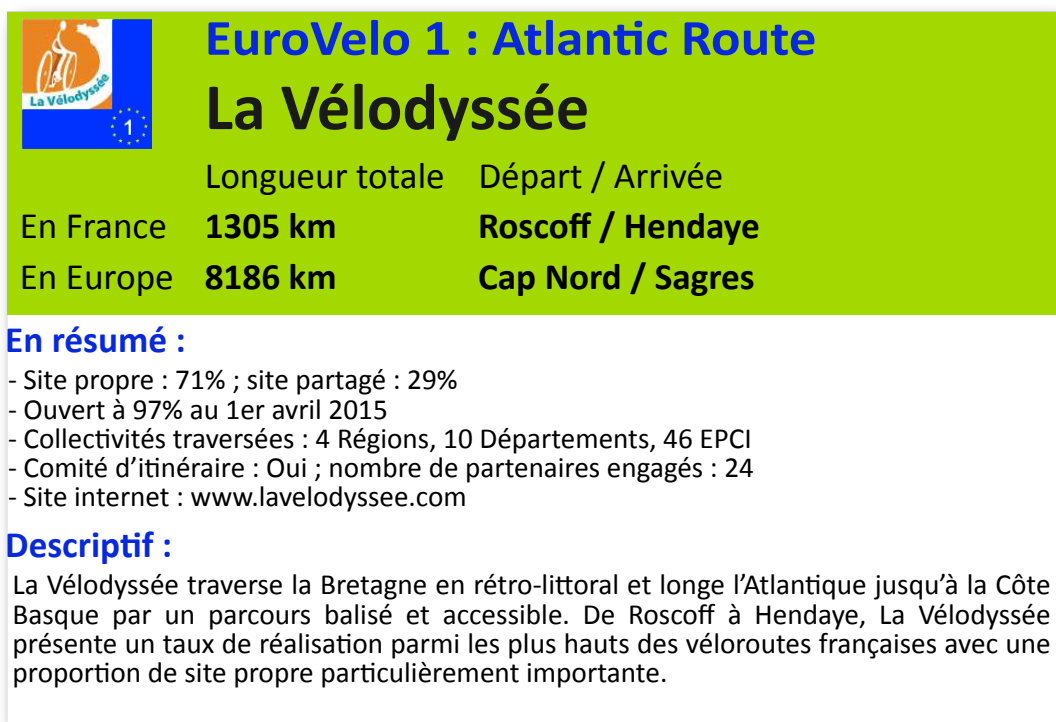 La Vélodyssée
1
EuroVelo 1 : Atlantic Route
La Vélodyssée
Longueur totale Départ / Arrivée
En France 1305 km Roscoff / Hendaye
En Europe 8186 km Cap Nord / Sagres
En résumé :
- Site propre : 71% ; site partagé : 29%
- Ouvert à 97% au 1er avril 2015
- Collectivités traversées : 4 Régions, 10 Départements, 46 EPCI
- Comité d'itinéraire : Oui ; nombre de partenaires engagés : 24
- Site internet : www.lavelodyssee.com
Descriptif :
La Vélodyssée traverse la Bretagne en rétro-littoral et longe l'Atlantique jusqu'à la Côte
Basque par un parcours balisé et accessible. De Roscoff à Hendaye, La Vélodyssée
présente un taux de réalisation parmi les plus hauts des véloroutes françaises avec une
proportion de site propre particulièrement importante.